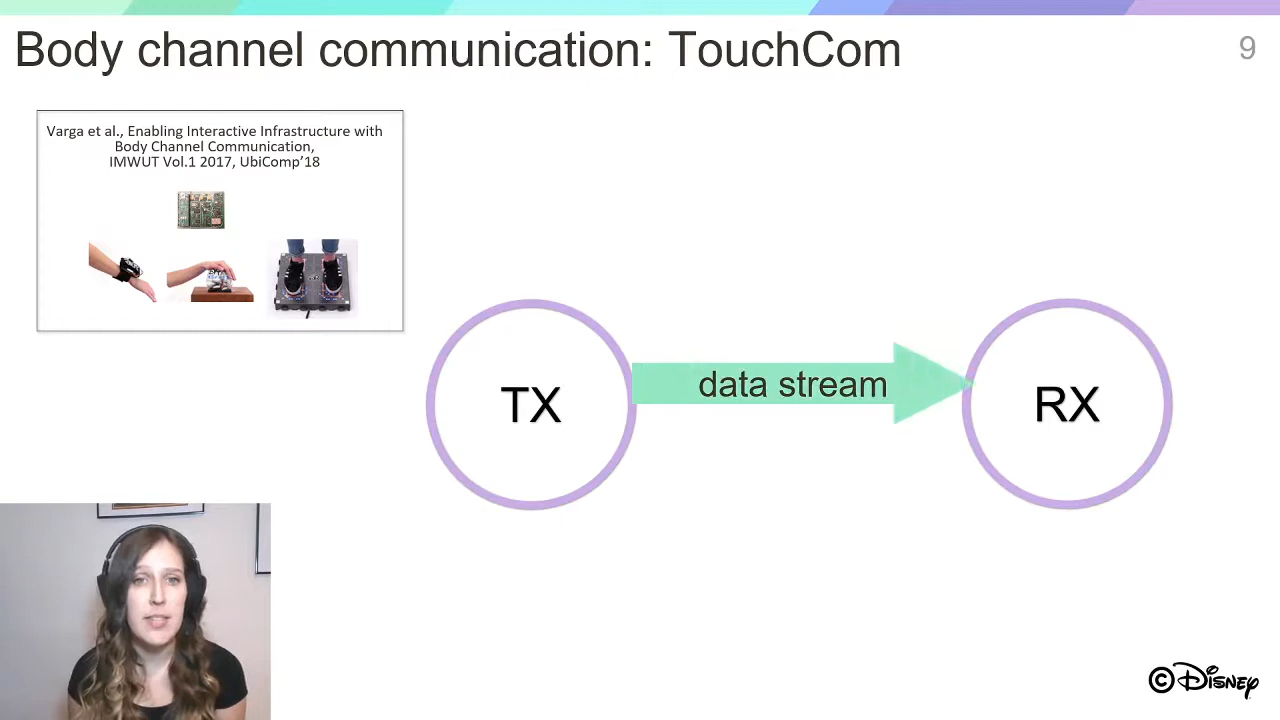 Body channel communication: TouchCom
9
Varga et al., Enabling Interactive Infrastructure with
Body Channel Communication,
IMWUT Vol.1 2017, UbiComp’18
TX
data stream
RX
©Disney